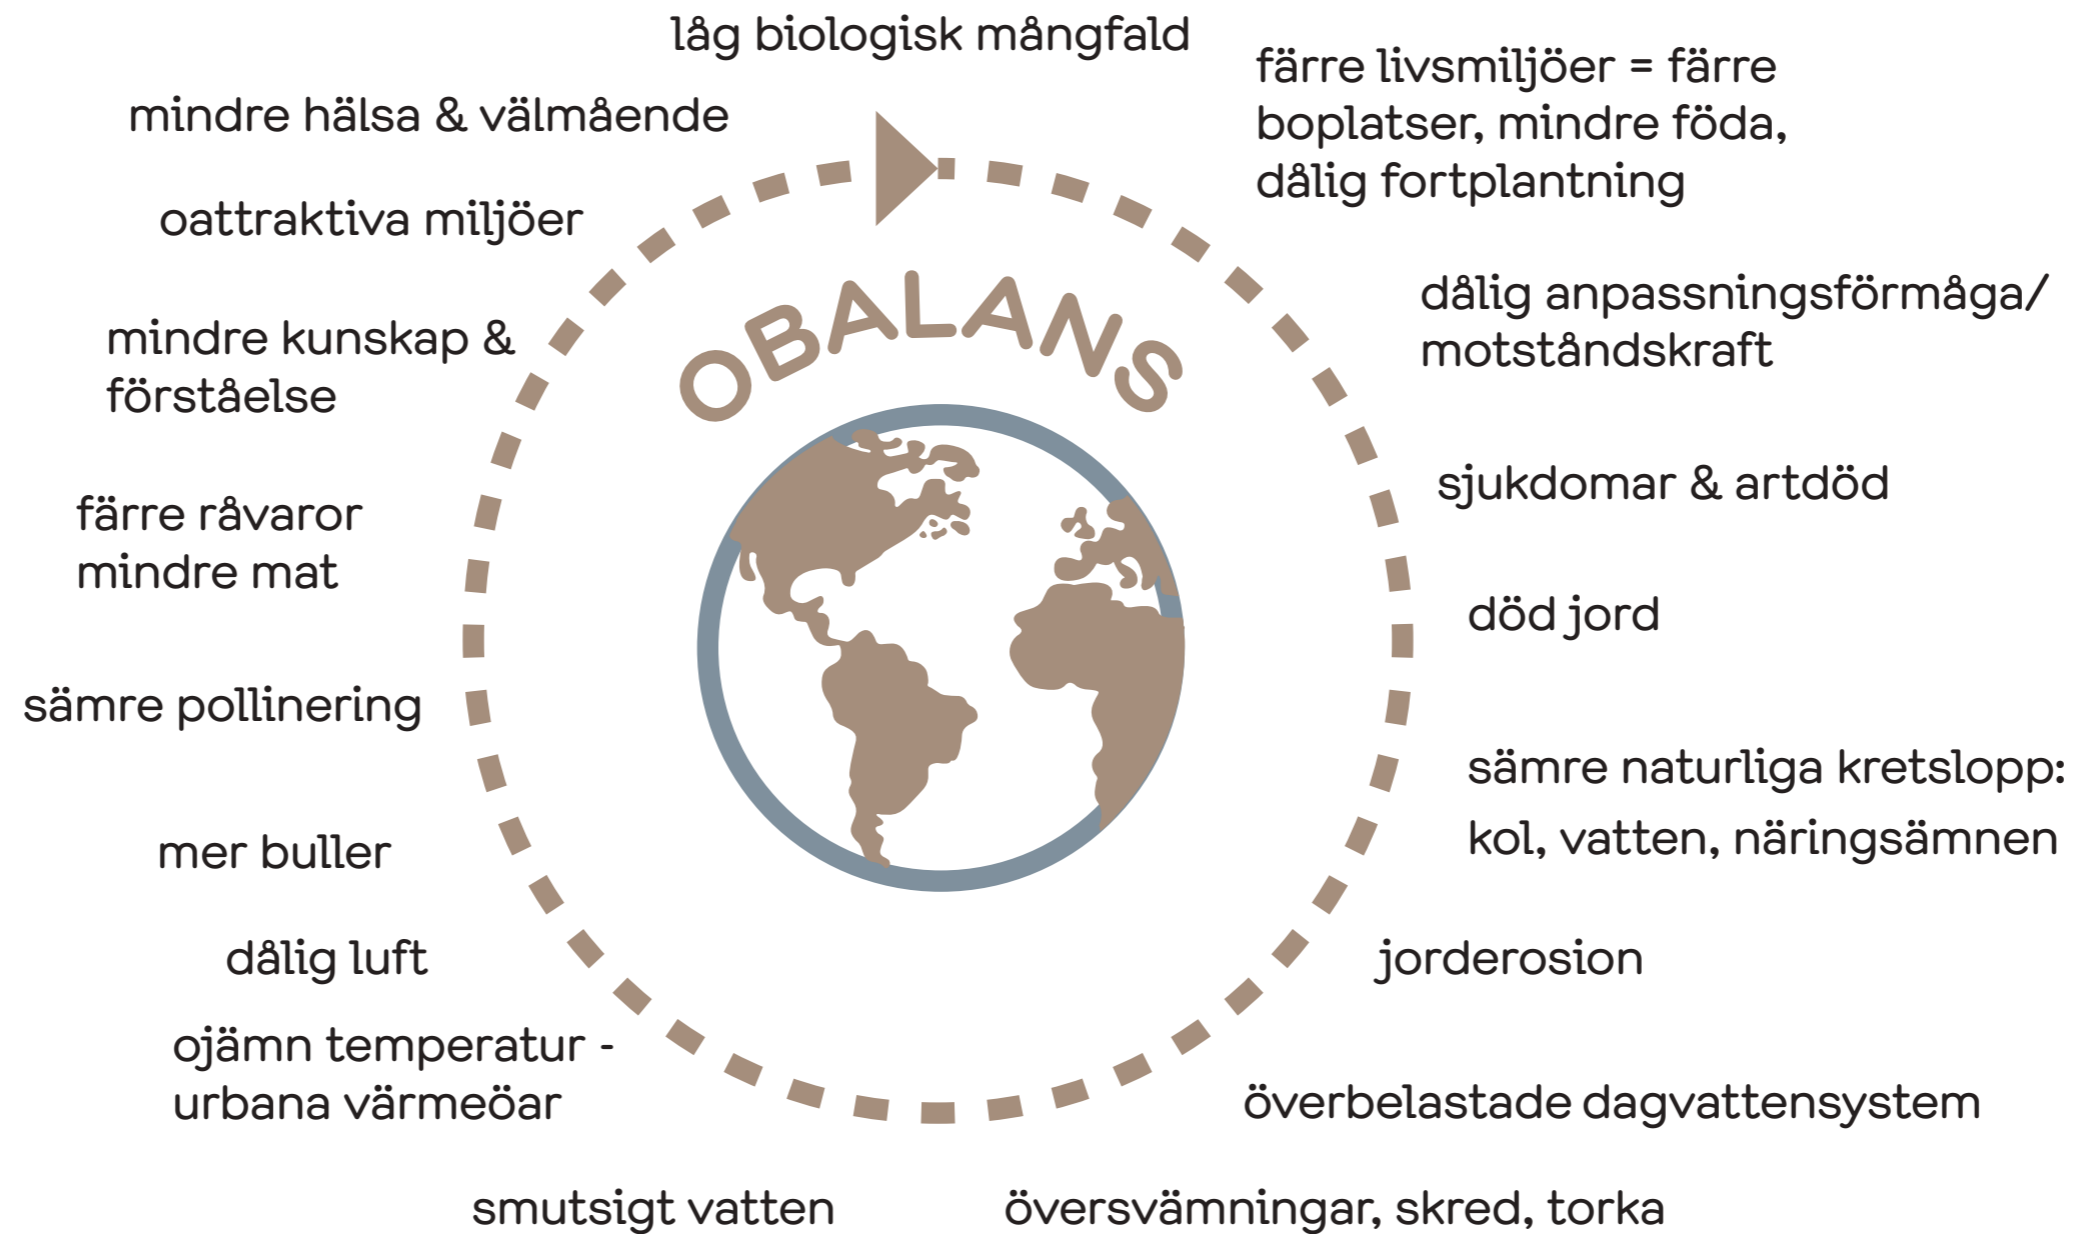 låg biologisk mångfald
färre livsmiljöer = färre
boplatser, mindre föda,
dålig fortplantning
dålig anpassningsförmåga/
motståndskraft
sjukdomar & artdöd
död jord
sämre naturliga kretslopp:
kol, vatten, näringsämnen
jorderosion
överbelastade dagvattensystem
översvämningar, skred, torka
smutsigt vatten
ojämn temperatur -
urbana värmeöar
dålig luft
mer buller
sämre pollinering
färre råvaror
mindre mat
mindre kunskap &
förståelse
oattraktiva miljöer
mindre hälsa & välmående
OBALANS